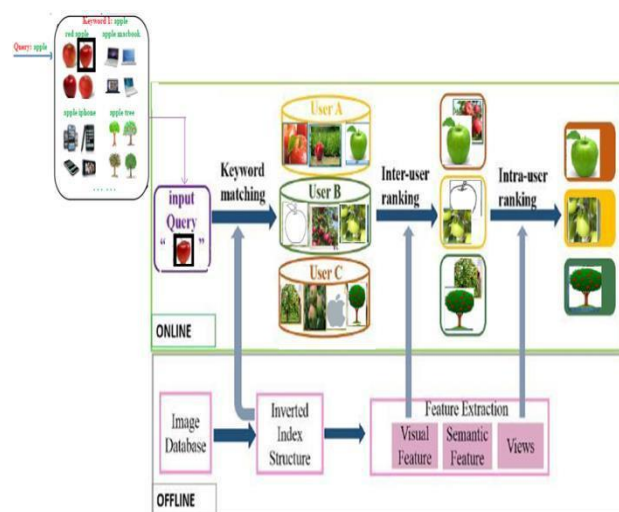 Keyword 1: apple
red apple
apple macbook
Query: apple
apple iphone
apple tree
... ...
input
Query
“ ”
Keyword
matching
User A
User B
User C
Inter-user
ranking
Intra-user
ranking
ONLINE
Image
Database
Inverted
Index
Structure
Feature Extraction
Visual
Feature
Semantic
Feature
Views
OFFLINE